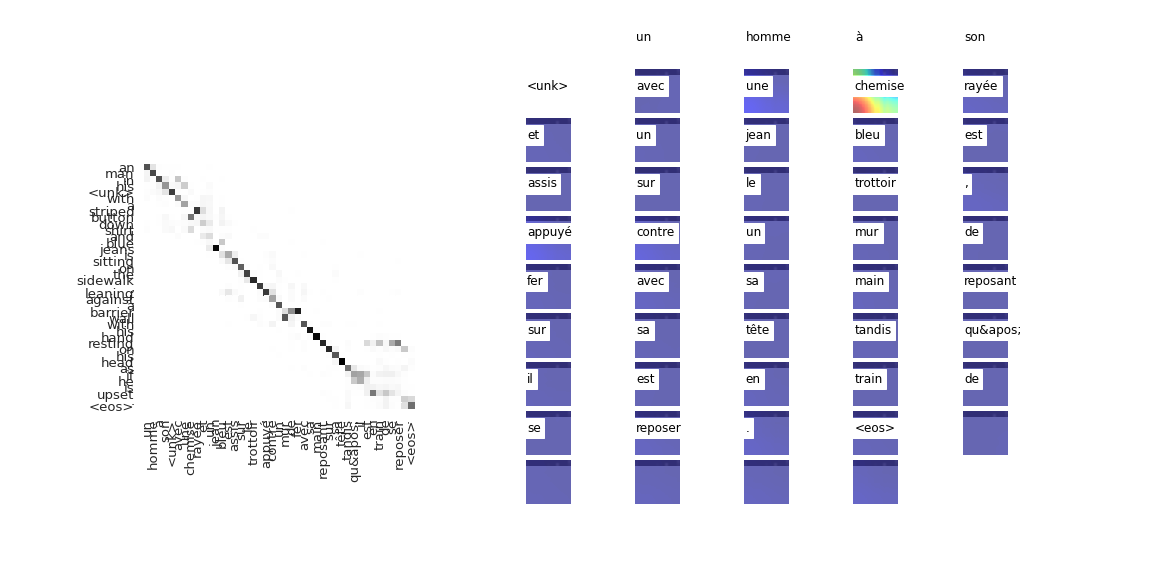 an
man
in
his
<unk>
with
a
striped
button
down
shirt
and
blue
jeans
is
sitting
on
the
sidewalk
leaning
against
a
barrier
wall
with
his
hand
resting
on
his
head
as
if
he
is
upset
.
<eos>
un
homme
à
son
<unk>
avec
une
chemise
rayée
et
un
jean
bleu
est
assis
sur
le
trottoir
,
appuyé
contre
un
mur
de
fer
avec
sa
main
reposant
sur
sa
tête
tandis
qu&apos;
il
est
en
train
de
se
reposer
.
<eos>
un homme à son
<unk> avec une chemise rayée
et un jean bleu est
assis sur le trottoir ,
appuyé contre un mur de
fer avec sa main reposant
sur sa tête tandis qu&apos;
il est en train de
se reposer . <eos>